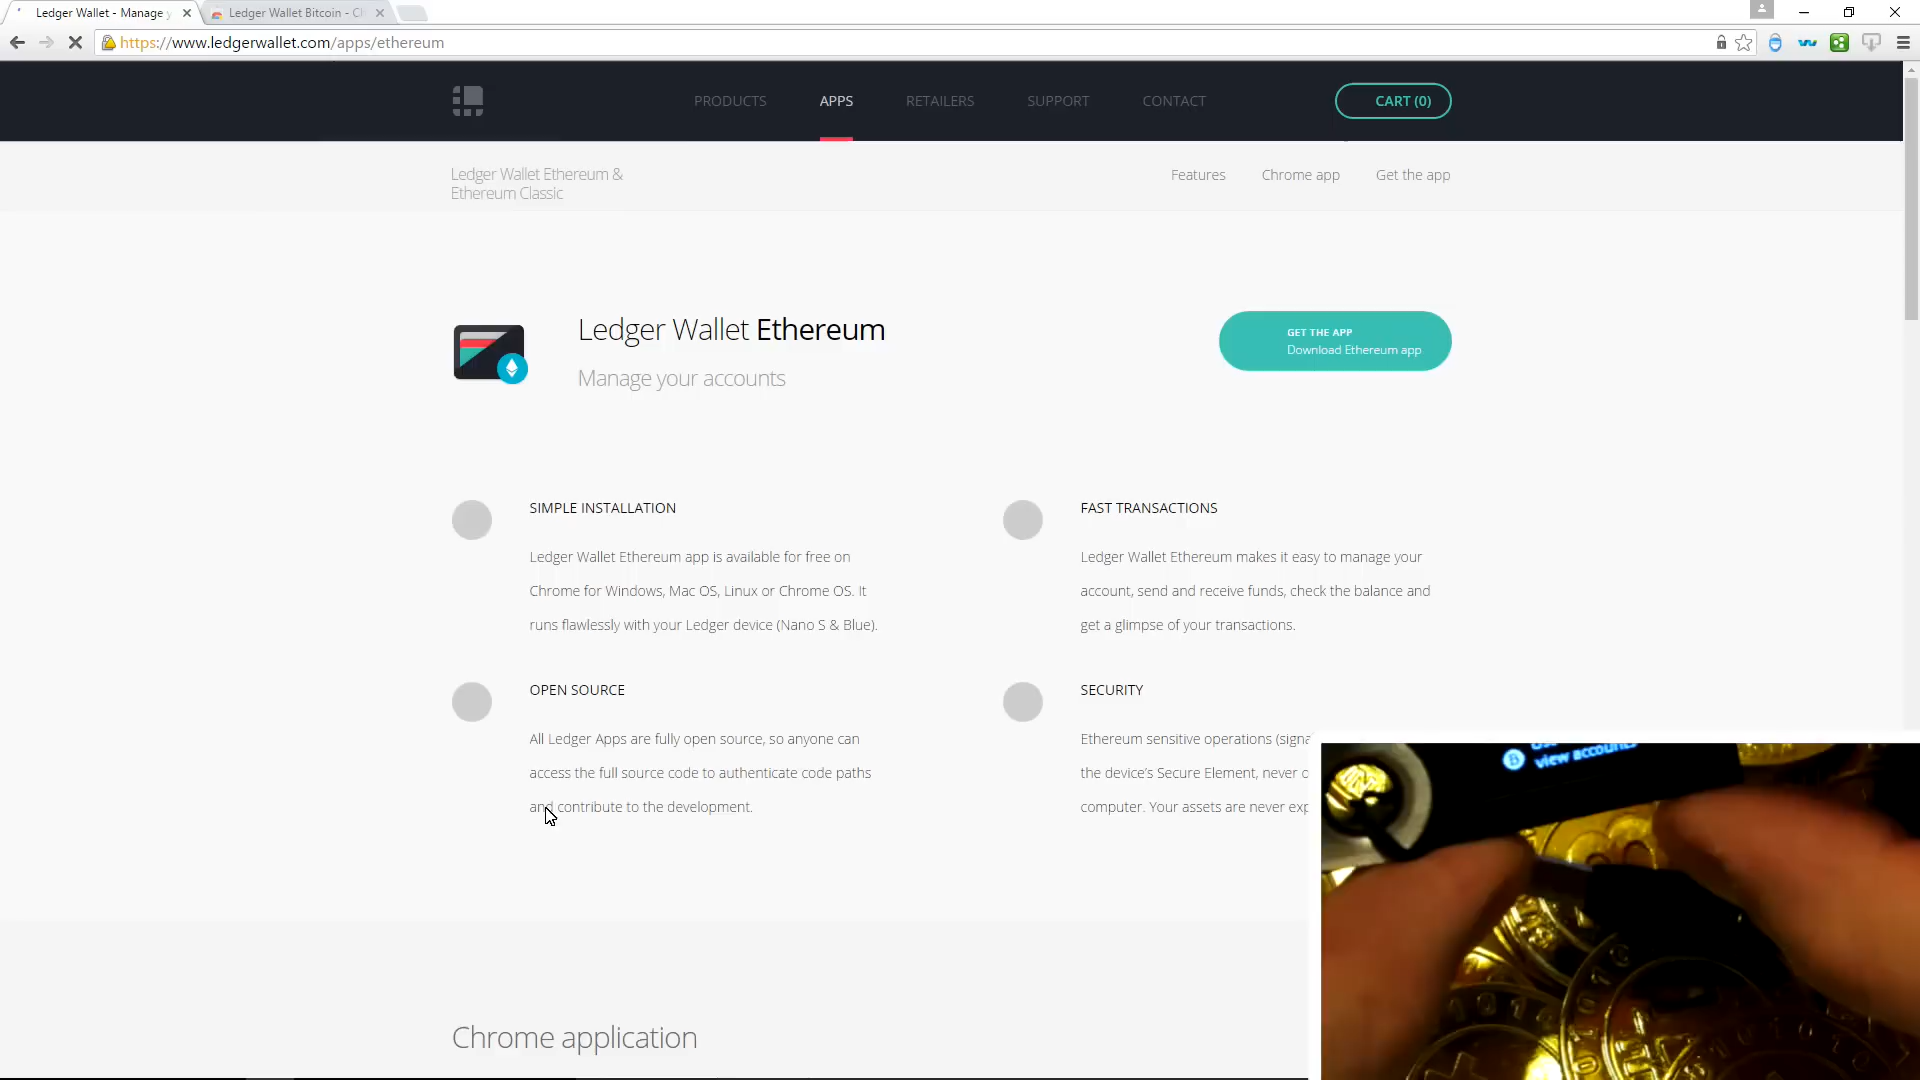 Ledger Wallet - Manage
Ledger Wallet Bitcoin - C
https://www.ledgerwallet.com/apps/ethereum
PRODUCTS
APPS
RETAILERS
SUPPORT
CONTACT
CART (0)
Ledger Wallet Ethereum &
Ethereum Classic
Features
Chrome app
Get the app
Ledger Wallet Ethereum
Manage your accounts
GET THE APP
Download Ethereum app
SIMPLE INSTALLATION
Ledger Wallet Ethereum app is available for free on
Chrome for Windows, Mac OS, Linux or Chrome OS. It
runs flawlessly with your Ledger device (Nano S & Blue).
FAST TRANSACTIONS
Ledger Wallet Ethereum makes it easy to manage your
account, send and receive funds, check the balance and
get a glimpse of your transactions.
OPEN SOURCE
All Ledger Apps are fully open source, so anyone can
access the full source code to authenticate code paths
and contribute to the development.
SECURITY
Ethereum sensitive operations (signa
the device's Secure Element, never o
computer. Your assets are never exp
view accounts
Chrome application